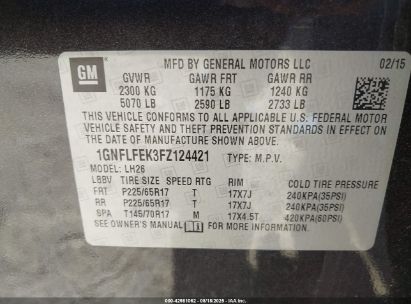 GM
MFD BY GENERAL MOTORS LLC 02/15
GVWR GAWR FRT GAWR RR
2300 KG 1175 KG 1240 KG
5070 LB 2590 LB 2733 LB
THIS VEHICLE CONFORMS TO ALL APPLICABLE U.S. FEDERAL MOTOR
VEHICLE SAFETY AND THEFT PREVENTION STANDARDS IN EFFECT ON
THE DATE OF MANUFACTURE SHOWN ABOVE.
1GNFLFEK3FZ124421 TYPE: M.P.V.
MODEL: LH26
LBBV TIRE SIZE SPEED RTG RIM COLD TIRE PRESSURE
FRT P225/65R17 T 17X7J 240KPA(35PSI)
RR P225/65R17 T 17X7J 240KPA(35PSI)
SPA T145/70R17 M 17X4.5T 420KPA(60PSI)
SEE OWNER'S MANUAL FOR MORE INFORMATION.